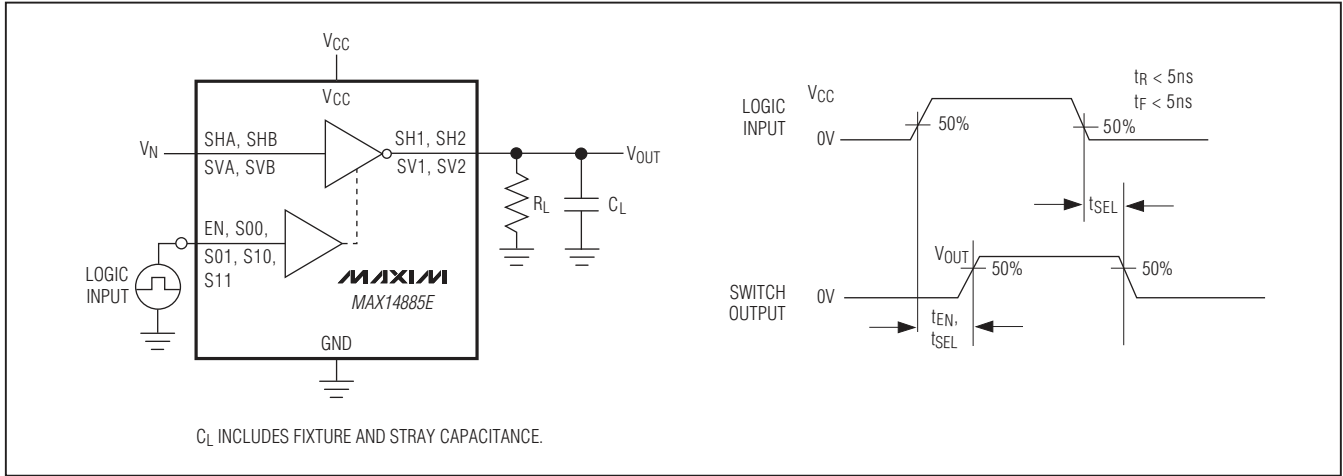 VCC
VCC
VN
SHA, SHB
SVA, SVB
SH1, SH2
SV1, SV2
VOUT
RL
CL
EN, S00,
S01, S10,
S11
LOGIC
INPUT
MAXIM
MAX14885E
GND
CL INCLUDES FIXTURE AND STRAY CAPACITANCE.
tR < 5ns
tF < 5ns
LOGIC
INPUT
VCC
0V
50%
50%
tSEL
SWITCH
OUTPUT
VOUT
0V
50%
50%
tEN,
tSEL